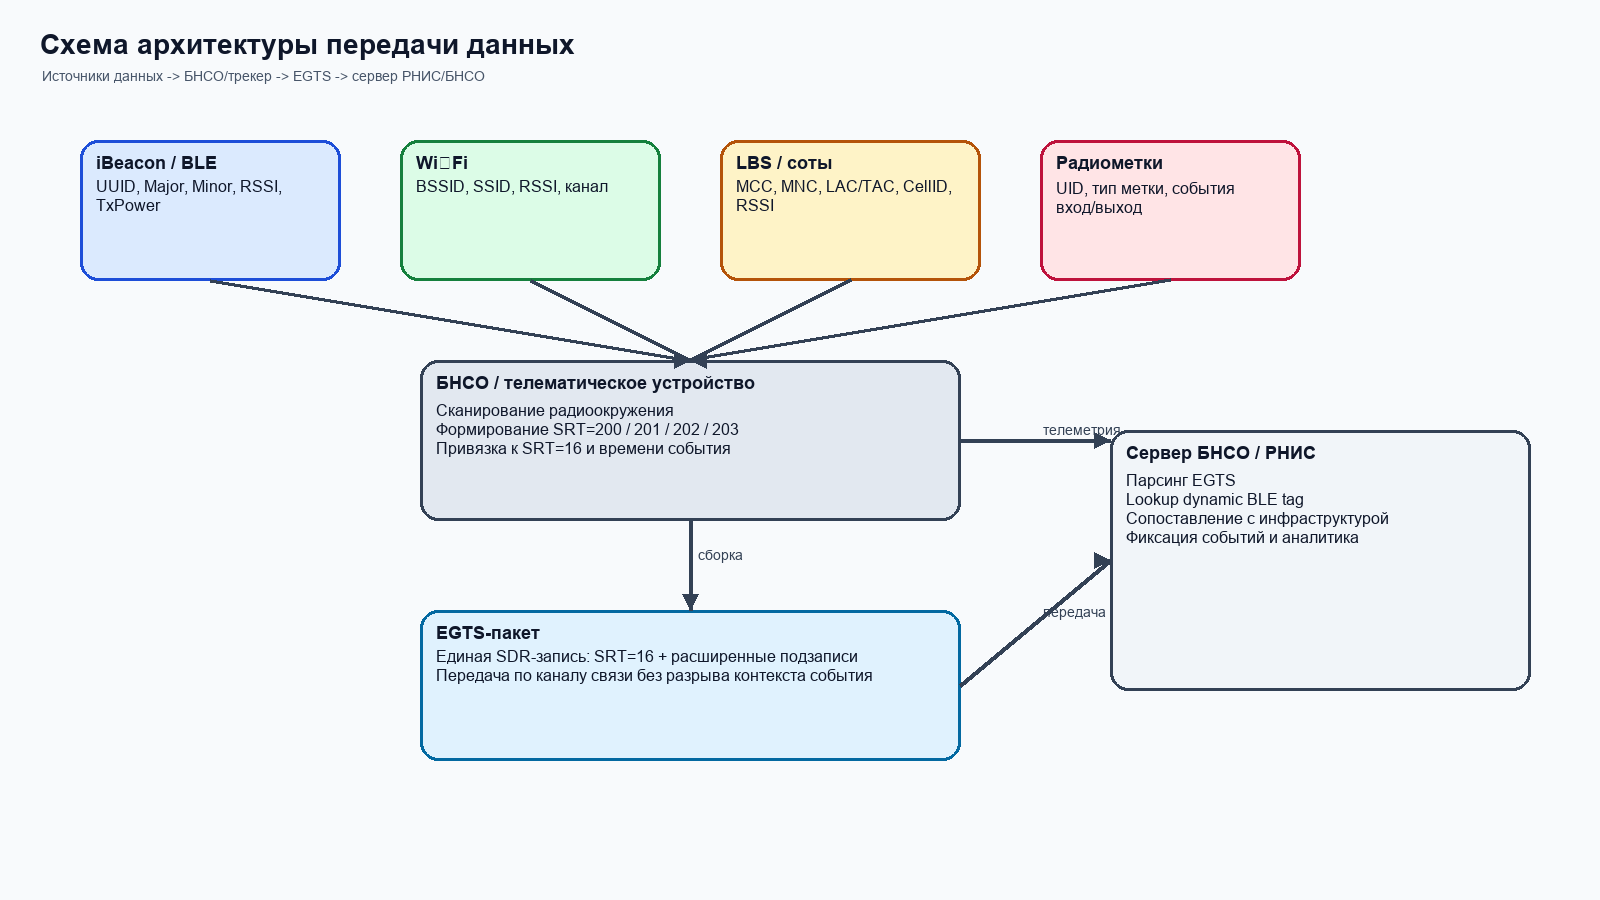 Схема архитектуры передачи данных
Источники данных -> БНСО/трекер -> EGTS -> сервер РНИС/БНСО
iBeacon / BLE
UUID, Major, Minor, RSSI,
TxPower
Wi□Fi
BSSID, SSID, RSSI, канал
LBS / соты
MCC, MNC, LAC/TAC, CellID,
RSSI
Радиометки
UID, тип метки, события
вход/выход
БНСО / телематическое устройство
Сканирование радиоокружения
Формирование SRT=200 / 201 / 202 / 203
Привязка к SRT=16 и времени события
телеметрия
Сервер БНСО / РНИС
Парсинг EGTS
Lookup dynamic BLE tag
Сопоставление с инфраструктурой
Фиксация событий и аналитика
сборка
передача
EGTS-пакет
Единая SDR-запись: SRT=16 + расширенные подзаписи
Передача по каналу связи без разрыва контекста события